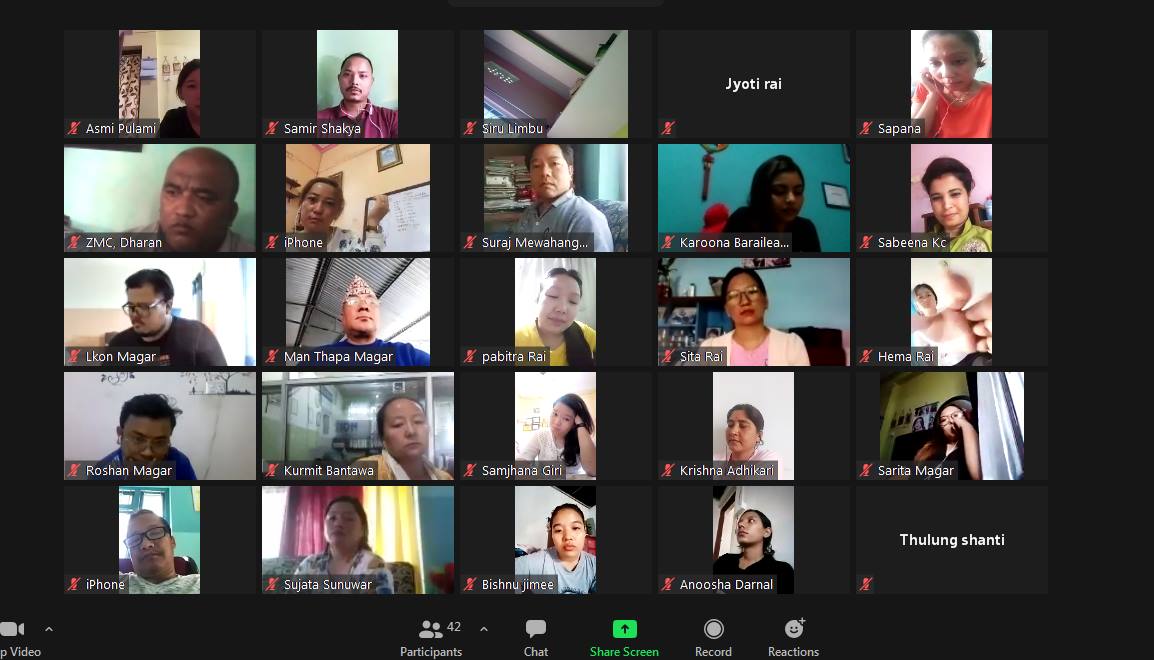 Asmi Pulami
Samir Shakya
Siru Limbu
Jyoti rai
Sapana
ZMC, Dharan
iPhone
Suraj Mewahang...
Karoona Barailea...
Sabeena Kc
Lkon Magar
Man Thapa Magar
pabitra Rai
Sita Rai
Hema Rai
Roshan Magar
Kurmit Bantawa
Samjhana Giri
Krishna Adhikari
Sarita Magar
iPhone
Sujata Sunuwar
Bishnu jimee
Anoosha Darnal
Thulung shanti
42
p Video
Participants
Chat
Share Screen
Record
Reactions